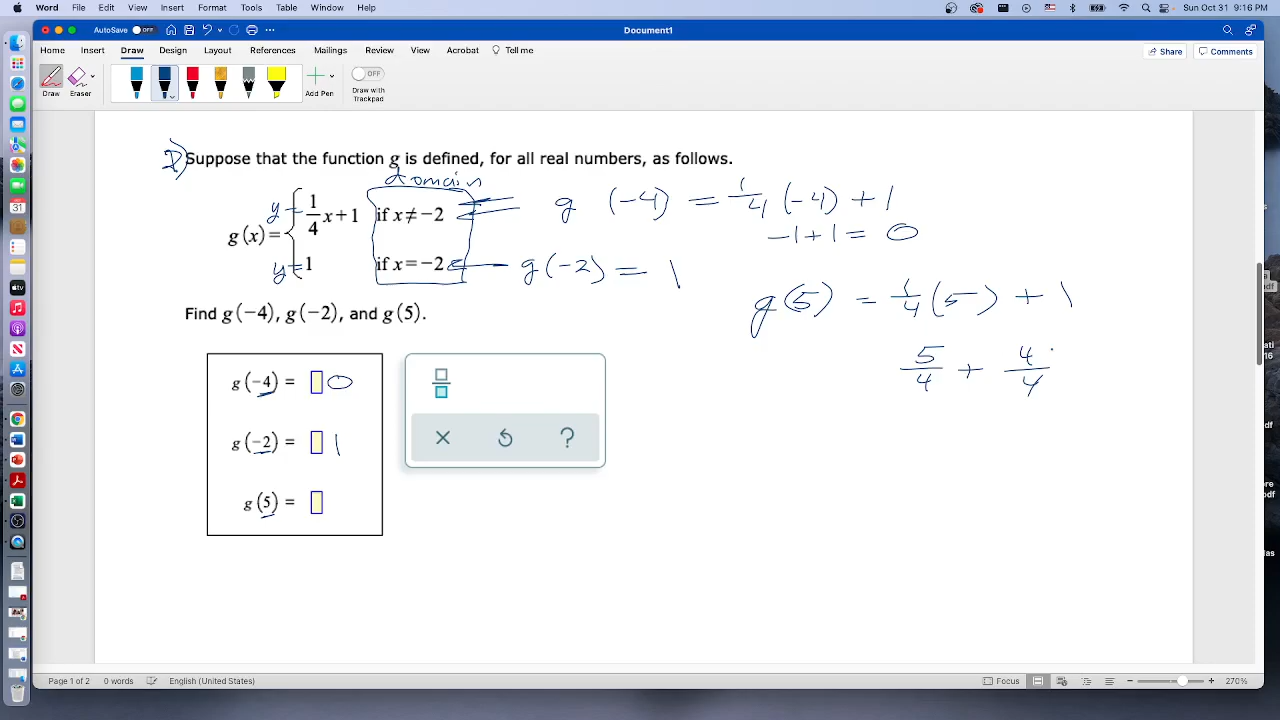 Word File Edit View Insert Format Tools Table Window Help Sun Oct 31 9:16 PM
AutoSave OFF Document1
Home Insert Draw Design Layout References Mailings Review View Acrobat Tell me Share Comments
Draw Eraser Add Pen OFF Draw with Trackpad
2) Suppose that the function g is defined, for all real numbers, as follows.
domain
g(x) = { 1/4 x+1 if x ≠ −2
1 if x = −2
y =
y =
g (-4) = 1/4 (-4) + 1
-1 + 1 = 0
g(-2) = 1
g(5) = 1/4 (5) + 1
5/4 + 4/4
Find g(−4), g(−2), and g(5).
g(−4) = 0
g(−2) = 1
g(5) =
× ?
Page 1 of 2 0 words English (United States) Focus 270%